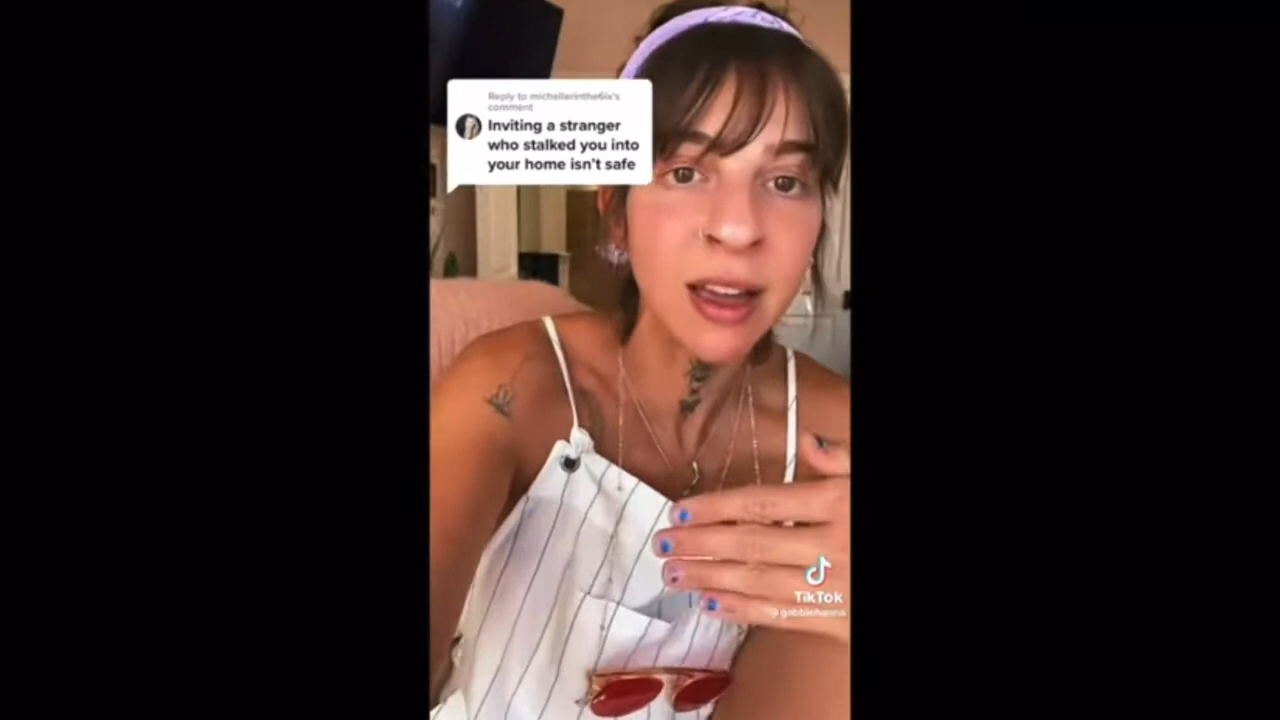 Reply to michellerinthe6ix's
comment
Inviting a stranger
who stalked you into
your home isn't safe
TikTok
@gabbiehanna